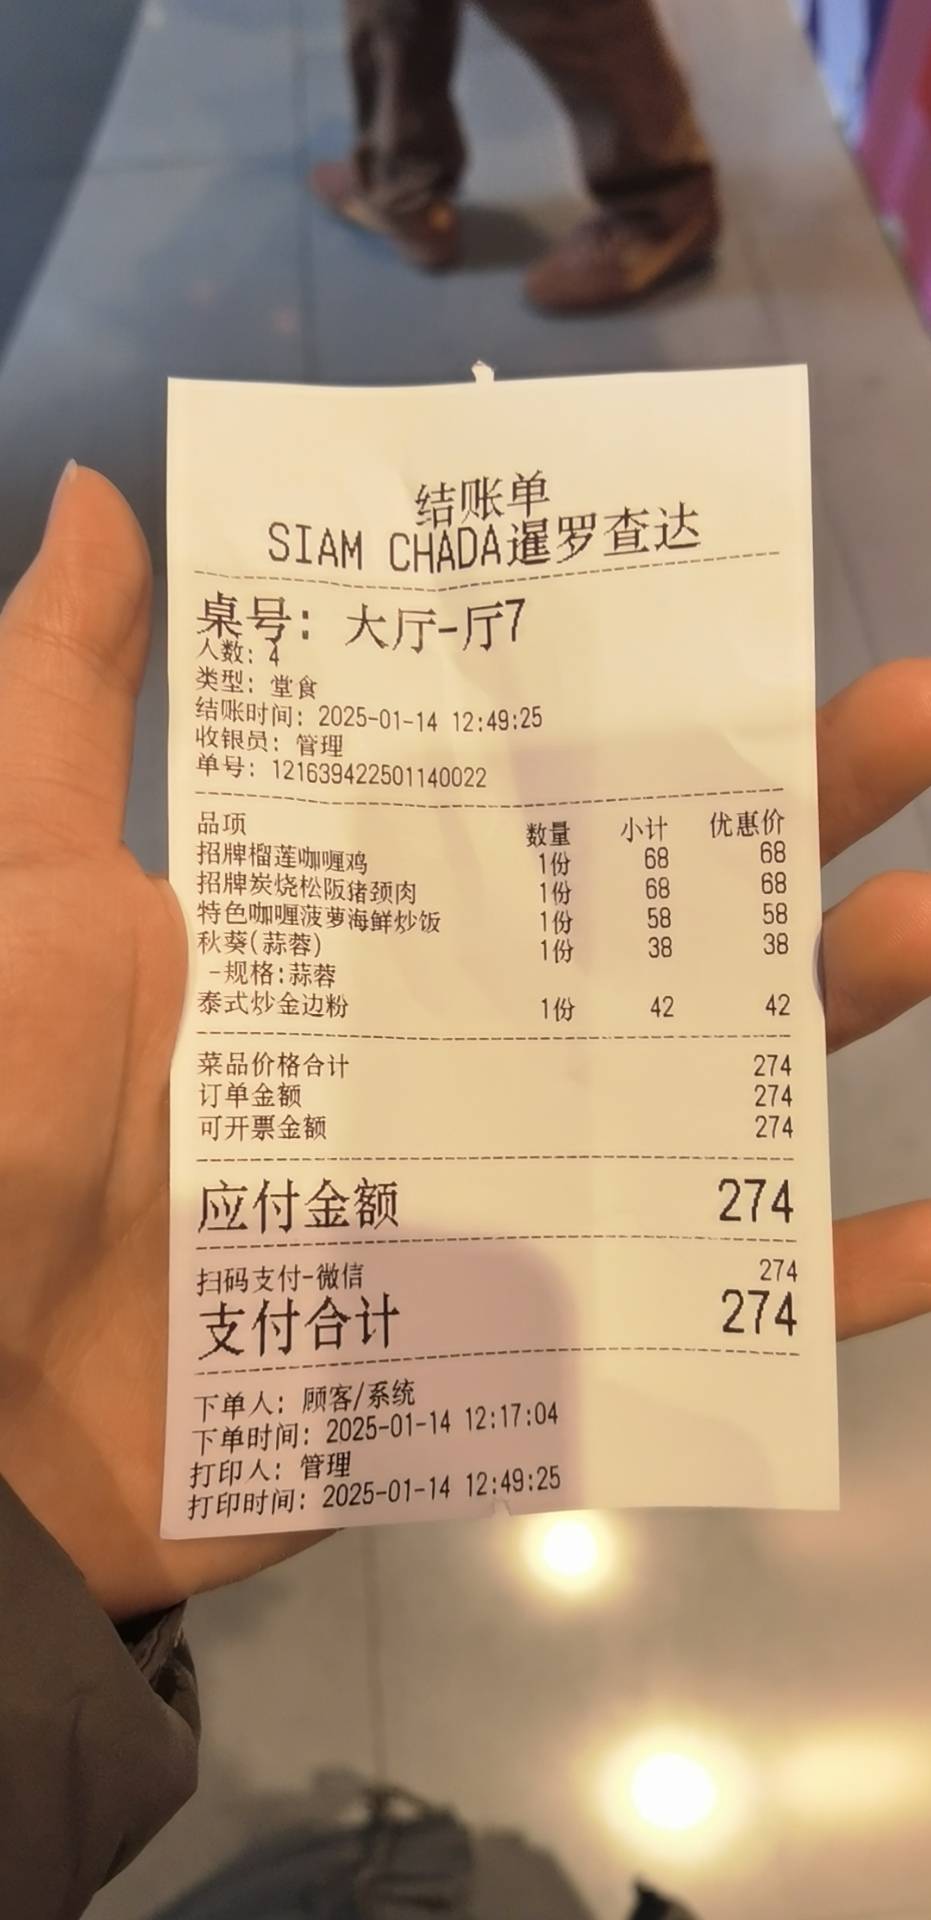 结账单
SIAM CHADA暹罗查达
桌号: 大厅-厅7
人数: 4
类型: 堂食
结账时间: 2025-01-14 12:49:25
收银员: 管理
单号: 121639422501140022
品项 数量 小计 优惠价
招牌榴莲咖喱鸡 1份 68 68
招牌炭烧松阪猪颈肉 1份 68 68
特色咖喱菠萝海鲜炒饭 1份 58 58
秋葵(蒜蓉) 1份 38 38
-规格:蒜蓉
泰式炒金边粉 1份 42 42
菜品价格合计 274
订单金额 274
可开票金额 274
应付金额 274
扫码支付-微信 274
支付合计 274
下单人: 顾客/系统
下单时间: 2025-01-14 12:17:04
打印人: 管理
打印时间: 2025-01-14 12:49:25